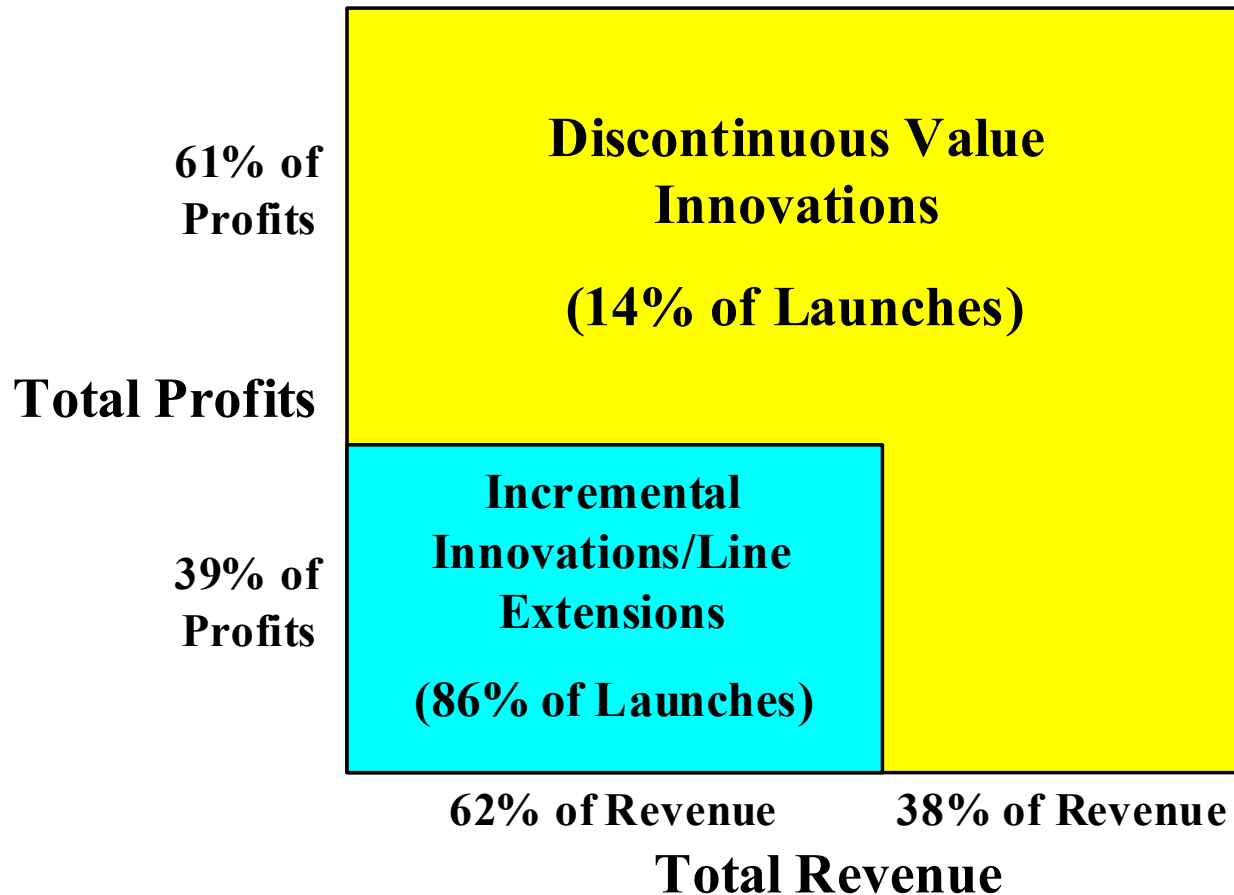 61% of
Profits
Discontinuous Value
Innovations
(14% of Launches)
Total Profits
39% of
Profits
Incremental
Innovations/Line
Extensions
(86% of Launches)
62% of Revenue
38% of Revenue
Total Revenue